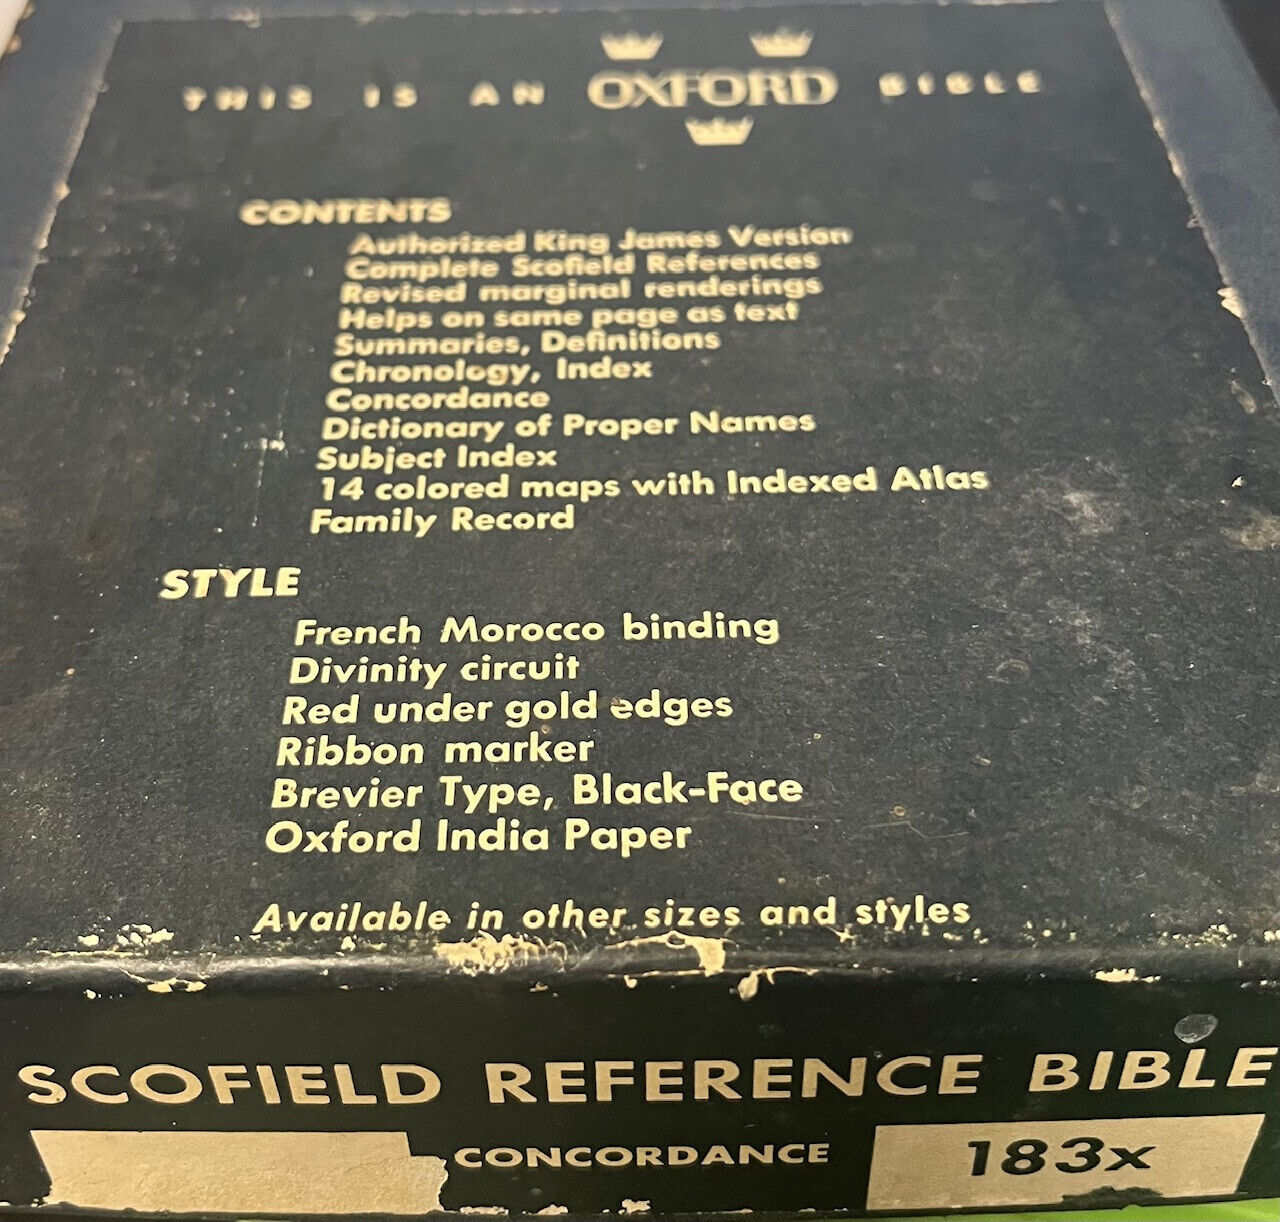 THIS IS AN OXFORD BIBLE
CONTENTS
Authorized King James Version
Complete Scofield References
Revised marginal renderings
Helps on same page as text
Summaries, Definitions
Chronology, Index
Concordance
Dictionary of Proper Names
Subject Index
14 colored maps with Indexed Atlas
Family Record
STYLE
French Morocco binding
Divinity circuit
Red under gold edges
Ribbon marker
Brevier Type, Black-Face
Oxford India Paper
Available in other sizes and styles
SCOFIELD REFERENCE BIBLE
CONCORDANCE 183x